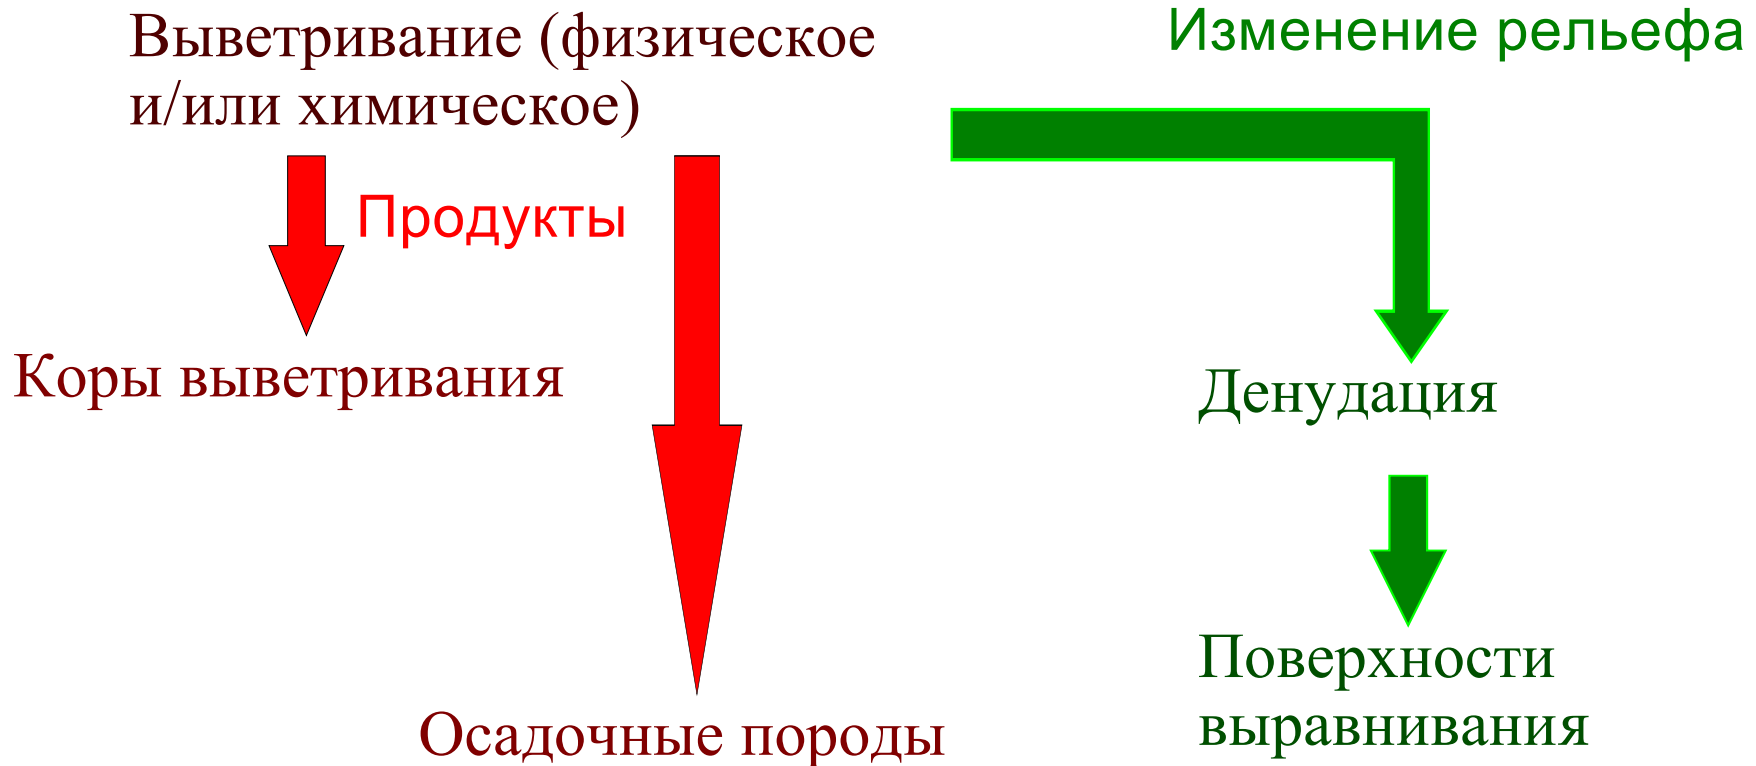 Выветривание (физическое
и/или химическое)
Изменение рельефа
Продукты
Коры выветривания
Денудация
Поверхности
выравнивания
Осадочные породы